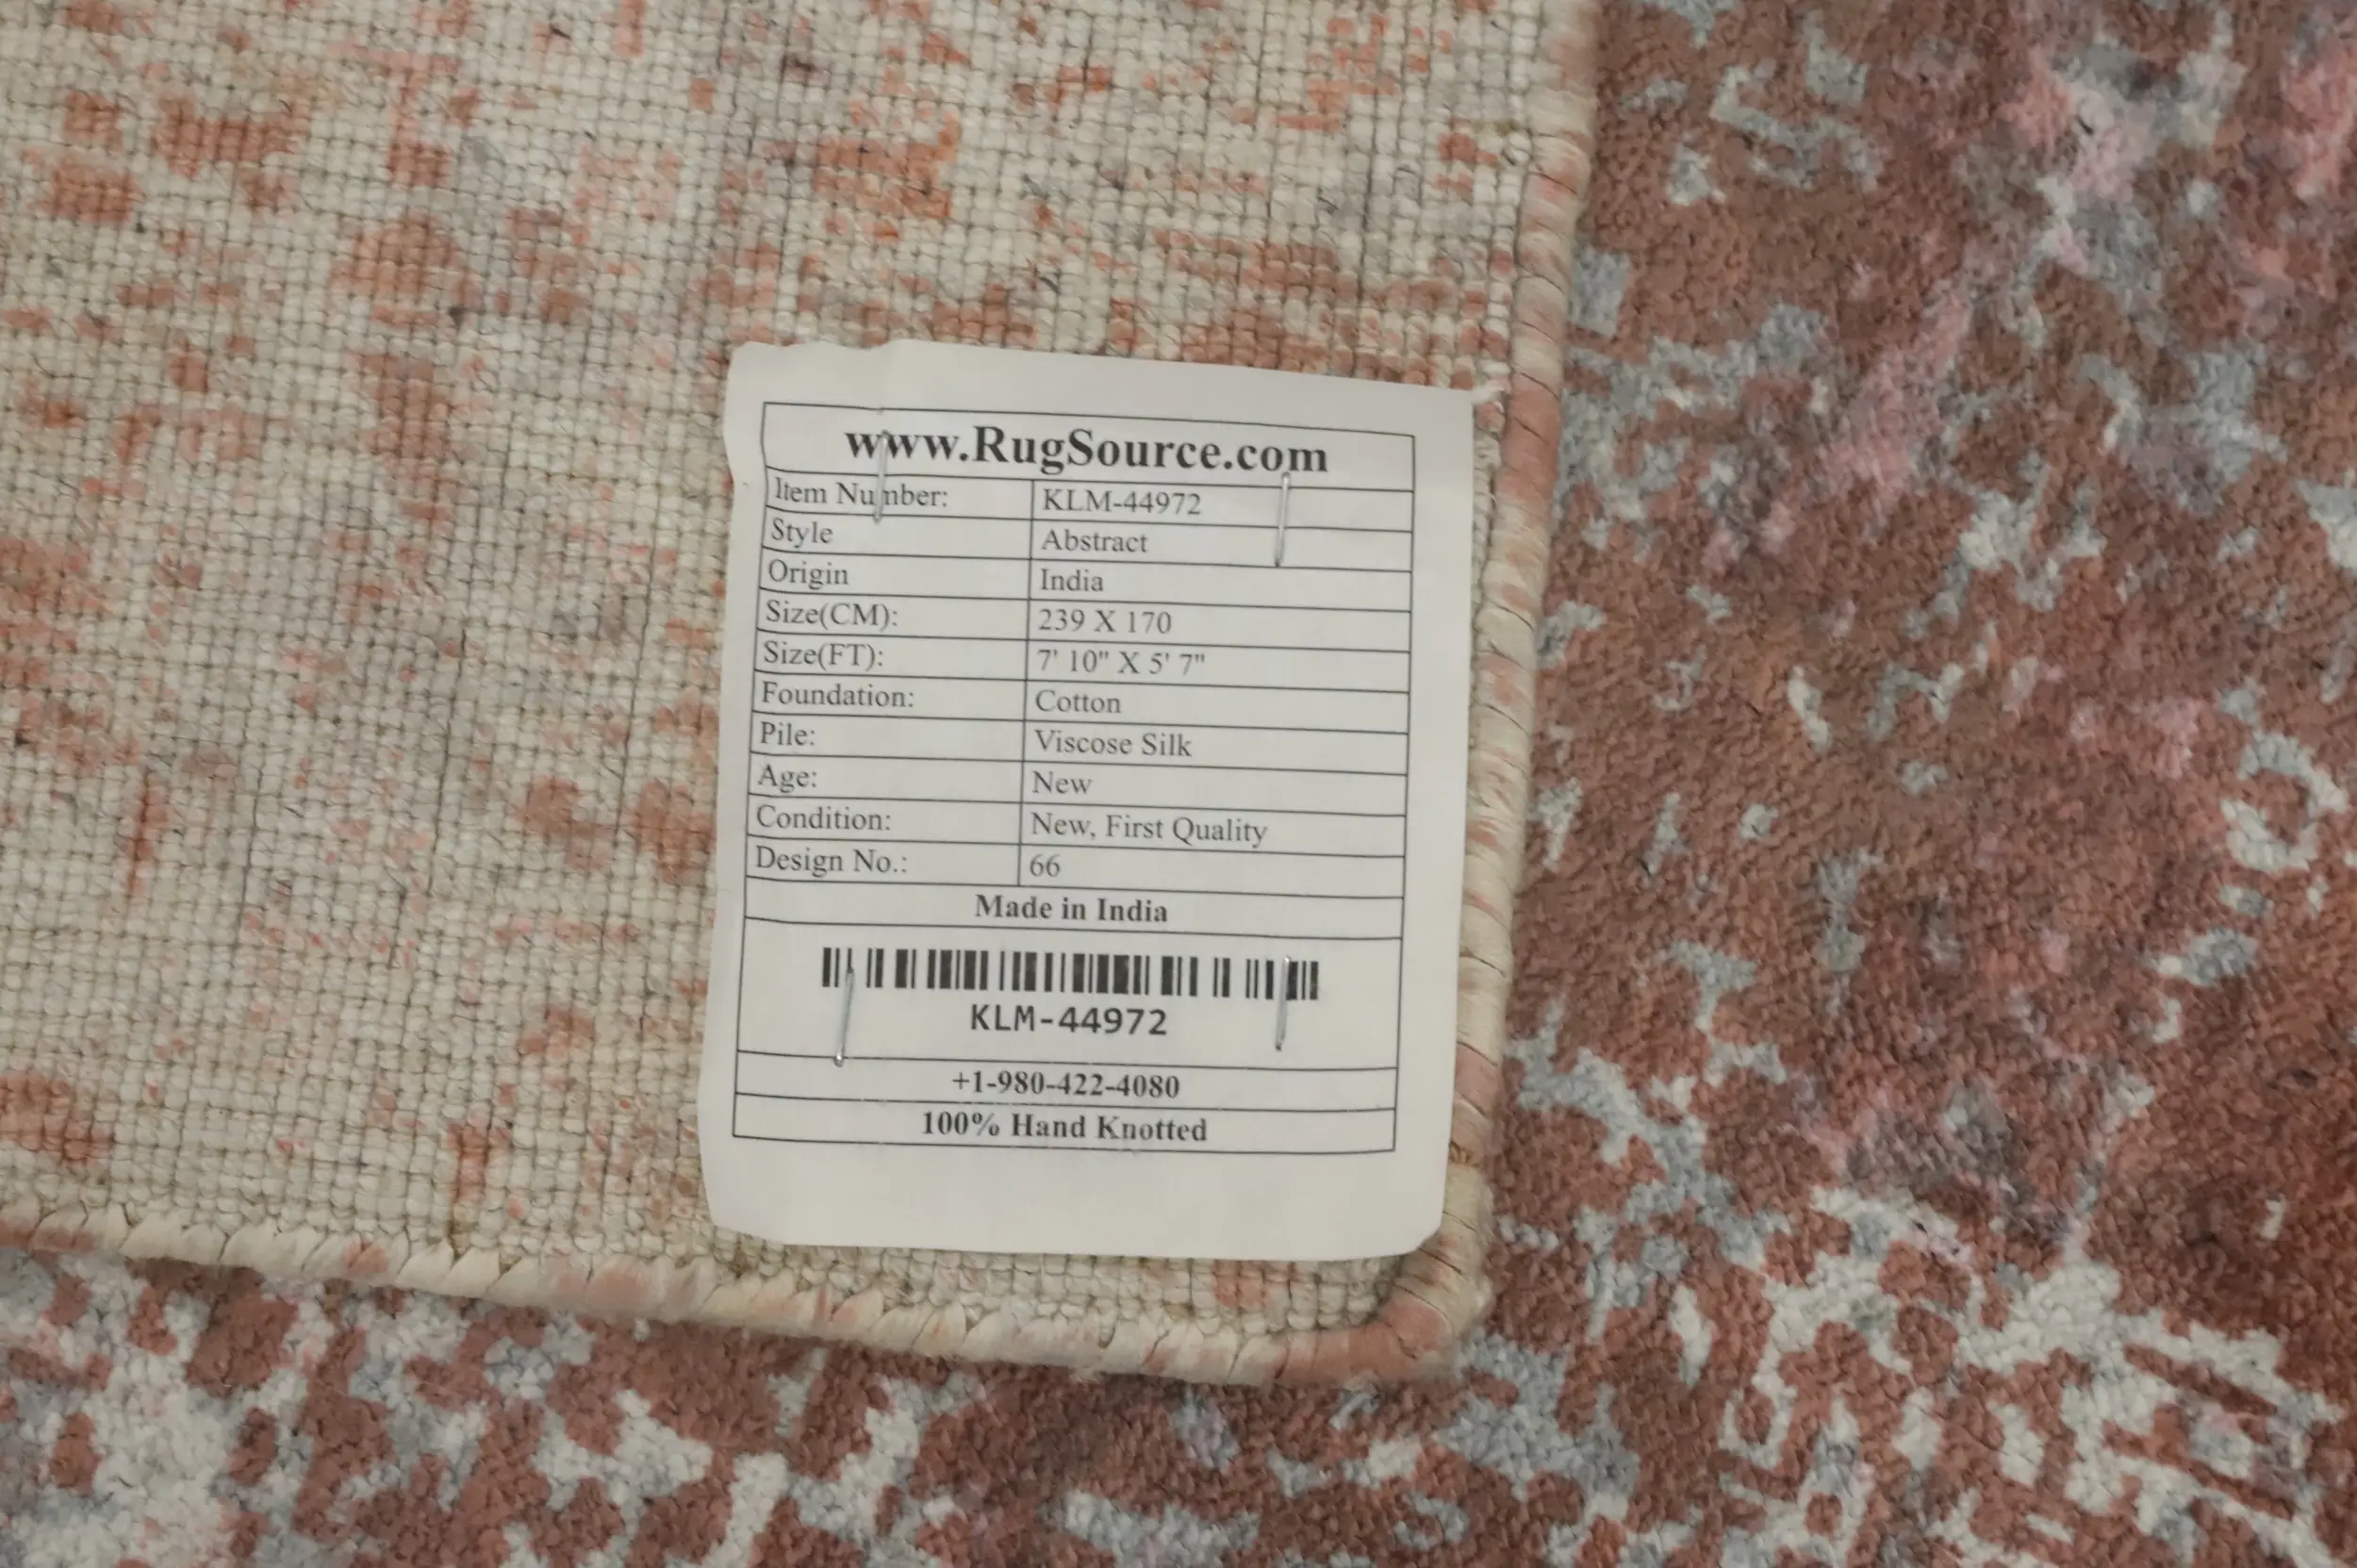 www.RugSource.com
Item Number: KLM-44972
Style Abstract
Origin India
Size(CM): 239 X 170
Size(FT): 7' 10" X 5' 7"
Foundation: Cotton
Pile: Viscose Silk
Age: New
Condition: New, First Quality
Design No.: 66
Made in India
KLM-44972
+1-980-422-4080
100% Hand Knotted